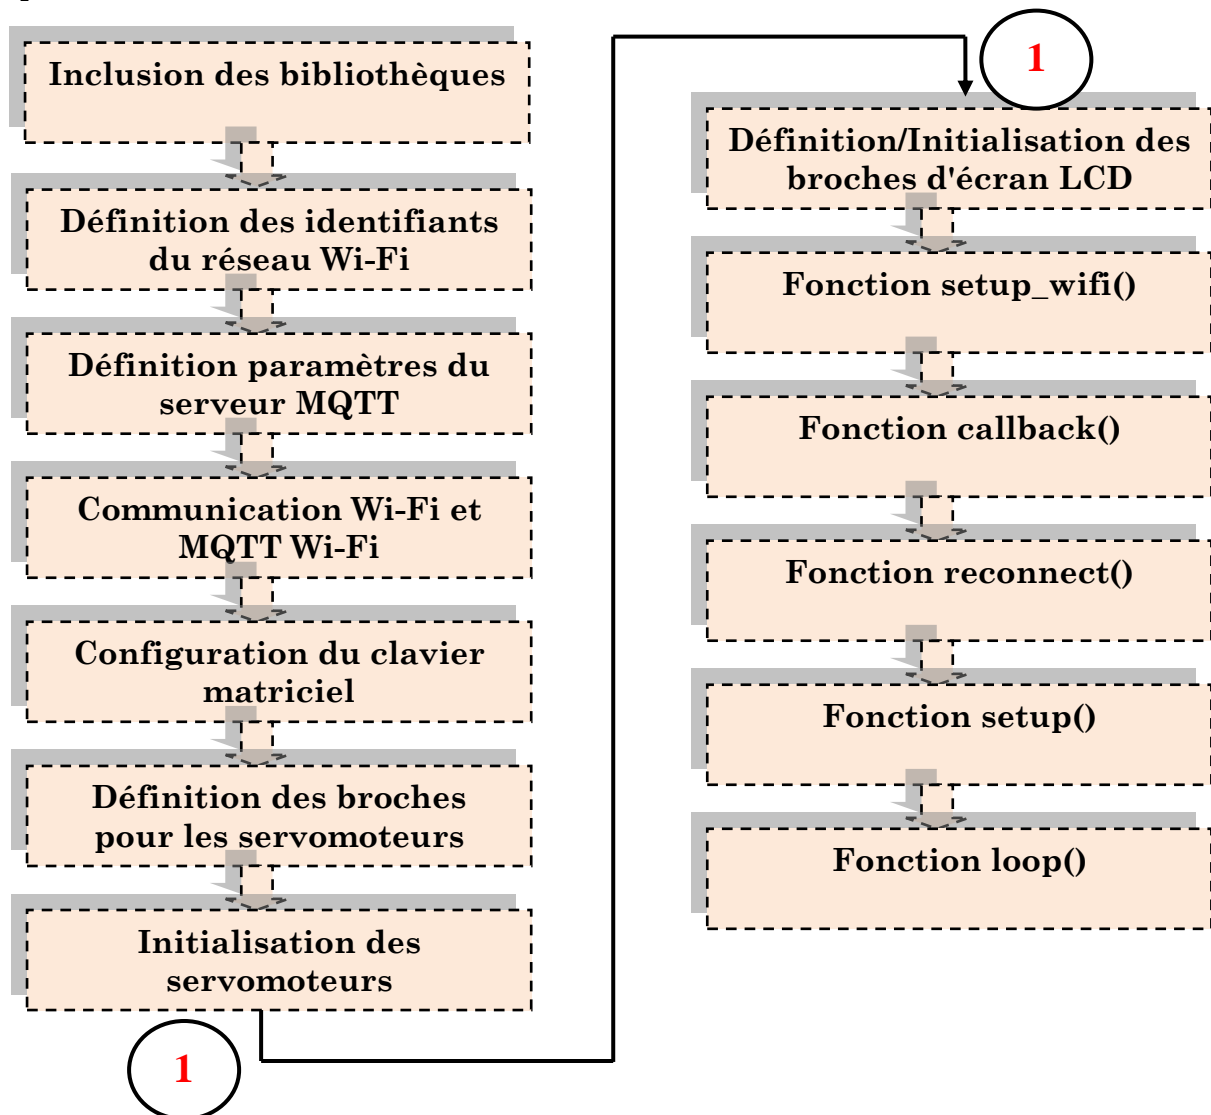 Inclusion des bibliothèques
Définition des identifiants
du réseau Wi-Fi
Définition paramètres du
serveur MQTT
Communication Wi-Fi et
MQTT Wi-Fi
Configuration du clavier
matriciel
Définition des broches
pour les servomoteurs
Initialisation des
servomoteurs
1
1
Définition/Initialisation des
broches d'écran LCD
Fonction setup_wifi()
Fonction callback()
Fonction reconnect()
Fonction setup()
Fonction loop()